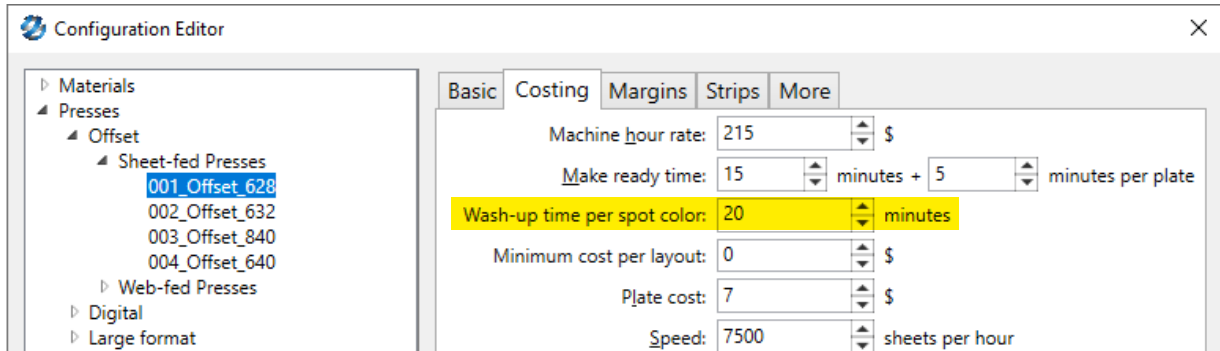 Configuration Editor
Materials
Presses
Offset
Sheet-fed Presses
001_Offset_628
002_Offset_632
003_Offset_840
004_Offset_640
Web-fed Presses
Digital
Large format
Basic Costing Margins Strips More
Machine hour rate: 215 $
Make ready time: 15 minutes + 5 minutes per plate
Wash-up time per spot color: 20 minutes
Minimum cost per layout: 0 $
Plate cost: 7 $
Speed: 7500 sheets per hour